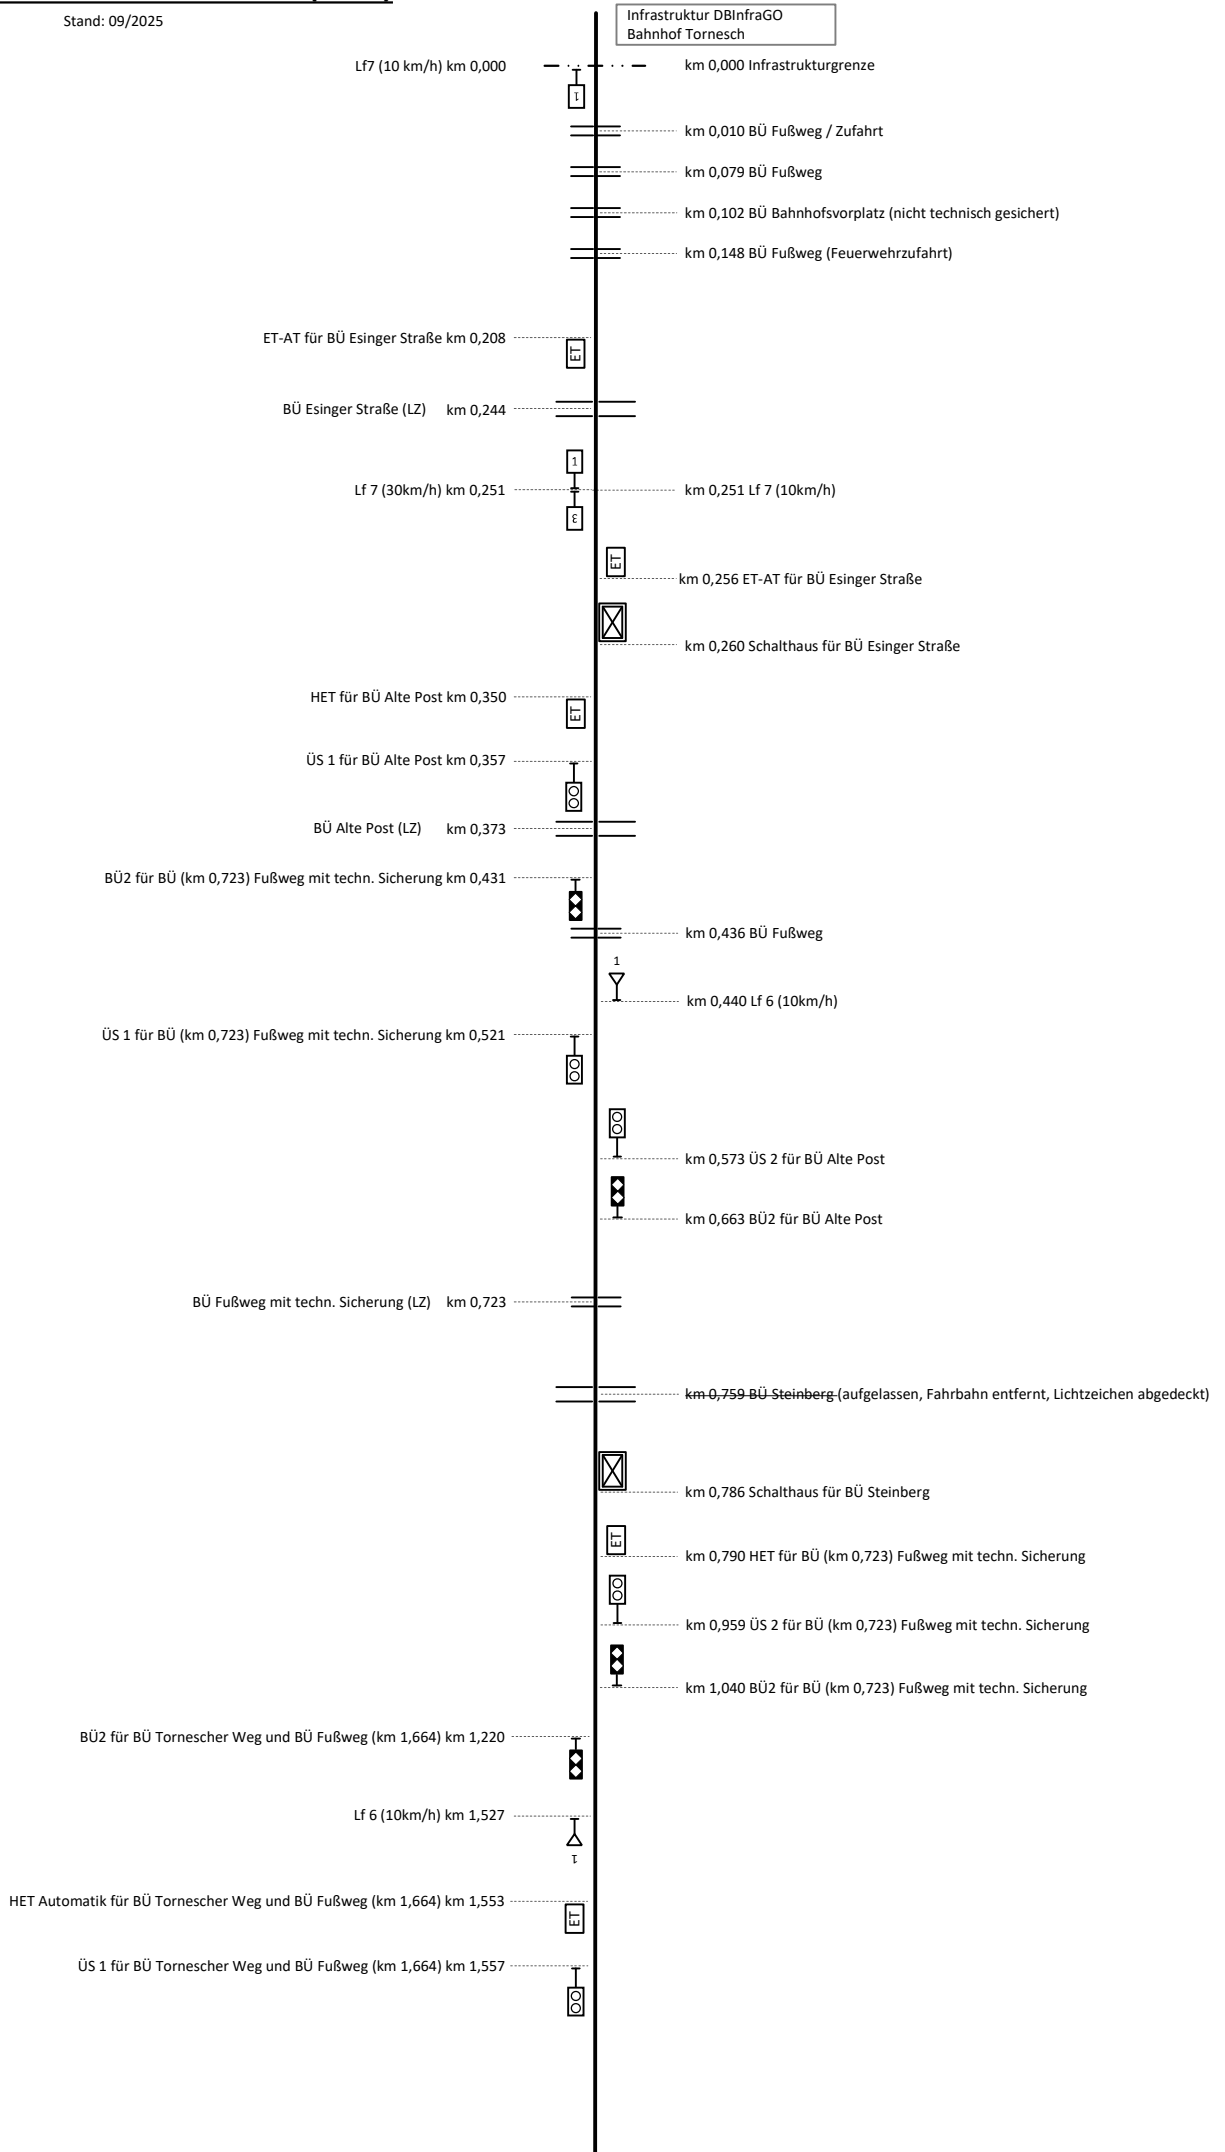 Stand: 09/2025
Infrastruktur DBInfraGO
Bahnhof Tornesch
Lf7 (10 km/h) km 0,000
km 0,000 Infrastrukturgrenze
1
km 0,010 BÜ Fußweg / Zufahrt
km 0,079 BÜ Fußweg
km 0,102 BÜ Bahnhofsvorplatz (nicht technisch gesichert)
km 0,148 BÜ Fußweg (Feuerwehrzufahrt)
ET-AT für BÜ Esinger Straße km 0,208
ET
BÜ Esinger Straße (LZ) km 0,244
1
Lf 7 (30km/h) km 0,251
km 0,251 Lf 7 (10km/h)
3
ET
km 0,256 ET-AT für BÜ Esinger Straße
km 0,260 Schalthaus für BÜ Esinger Straße
HET für BÜ Alte Post km 0,350
ET
ÜS 1 für BÜ Alte Post km 0,357
BÜ Alte Post (LZ) km 0,373
BÜ2 für BÜ (km 0,723) Fußweg mit techn. Sicherung km 0,431
km 0,436 BÜ Fußweg
1
km 0,440 Lf 6 (10km/h)
ÜS 1 für BÜ (km 0,723) Fußweg mit techn. Sicherung km 0,521
km 0,573 ÜS 2 für BÜ Alte Post
km 0,663 BÜ2 für BÜ Alte Post
BÜ Fußweg mit techn. Sicherung (LZ) km 0,723
km 0,759 BÜ Steinberg (aufgelassen, Fahrbahn entfernt, Lichtzeichen abgedeckt)
km 0,786 Schalthaus für BÜ Steinberg
ET
km 0,790 HET für BÜ (km 0,723) Fußweg mit techn. Sicherung
km 0,959 ÜS 2 für BÜ (km 0,723) Fußweg mit techn. Sicherung
km 1,040 BÜ2 für BÜ (km 0,723) Fußweg mit techn. Sicherung
BÜ2 für BÜ Tornescher Weg und BÜ Fußweg (km 1,664) km 1,220
Lf 6 (10km/h) km 1,527
1
HET Automatik für BÜ Tornescher Weg und BÜ Fußweg (km 1,664) km 1,553
ET
ÜS 1 für BÜ Tornescher Weg und BÜ Fußweg (km 1,664) km 1,557